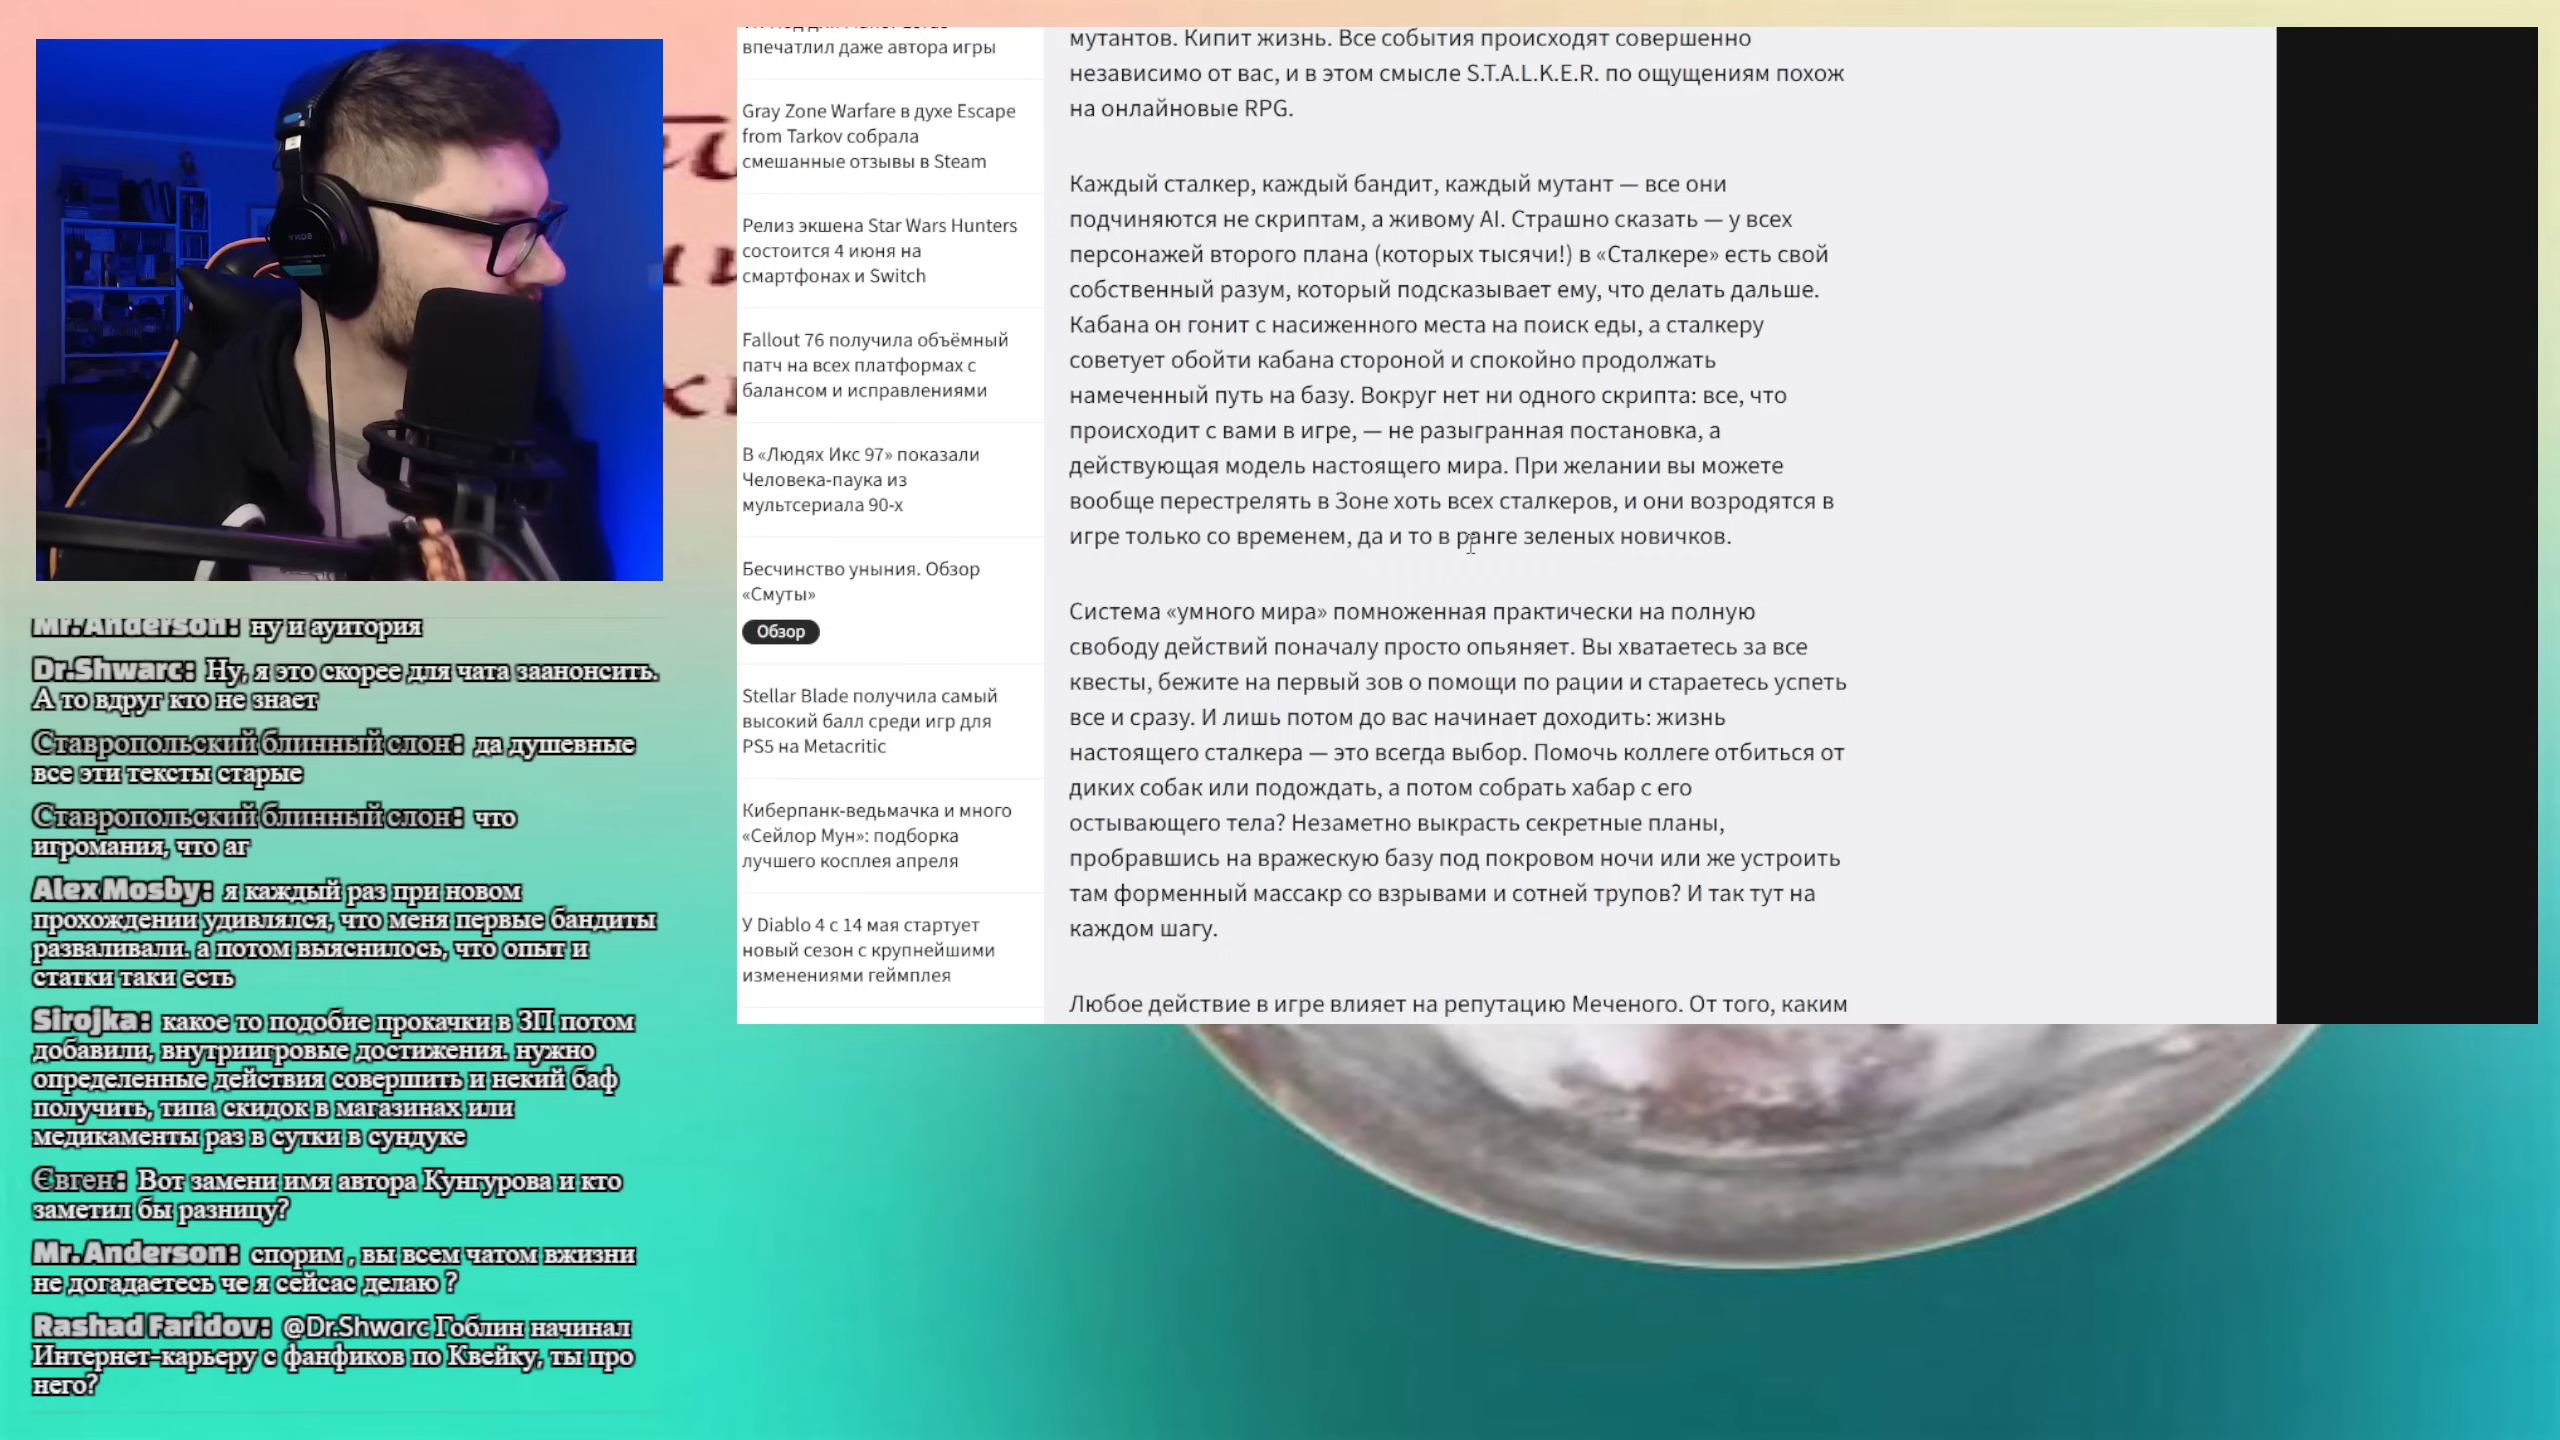 впечатлил даже автора игры
Gray Zone Warfare в духе Escape
from Tarkov собрала
смешанные отзывы в Steam
Релиз экшена Star Wars Hunters
состоится 4 июня на
смартфонах и Switch
Fallout 76 получила объёмный
патч на всех платформах с
балансом и исправлениями
В «Людях Икс 97» показали
Человека-паука из
мультсериала 90-х
Бесчинство уныния. Обзор
«Смуты»
Обзор
Stellar Blade получила самый
высокий балл среди игр для
PS5 на Metacritic
Киберпанк-ведьмачка и много
«Сейлор Мун»: подборка
лучшего косплея апреля
У Diablo 4 с 14 мая стартует
новый сезон с крупнейшими
изменениями геймплея
мутантов. Кипит жизнь. Все события происходят совершенно
независимо от вас, и в этом смысле S.T.A.L.K.E.R. по ощущениям похож
на онлайновые RPG.
Каждый сталкер, каждый бандит, каждый мутант — все они
подчиняются не скриптам, а живому AI. Страшно сказать — у всех
персонажей второго плана (которых тысячи!) в «Сталкере» есть свой
собственный разум, который подсказывает ему, что делать дальше.
Кабана он гонит с насиженного места на поиск еды, а сталкеру
советует обойти кабана стороной и спокойно продолжать
намеченный путь на базу. Вокруг нет ни одного скрипта: все, что
происходит с вами в игре, — не разыгранная постановка, а
действующая модель настоящего мира. При желании вы можете
вообще перестрелять в Зоне хоть всех сталкеров, и они возродятся в
игре только со временем, да и то в ранге зеленых новичков.
Система «умного мира» помноженная практически на полную
свободу действий поначалу просто опьяняет. Вы хватаетесь за все
квесты, бежите на первый зов о помощи по рации и стараетесь успеть
все и сразу. И лишь потом до вас начинает доходить: жизнь
настоящего сталкера — это всегда выбор. Помочь коллеге отбиться от
диких собак или подождать, а потом собрать хабар с его
остывающего тела? Незаметно выкрасть секретные планы,
пробравшись на вражескую базу под покровом ночи или же устроить
там форменный массакр со взрывами и сотней трупов? И так тут на
каждом шагу.
Любое действие в игре влияет на репутацию Меченого. От того, каким
SONY
Mr. Anderson: ну и ауитория
Dr.Shwarc: Ну, я это скорее для чата заанонсить.
А то вдруг кто не знает
Ставропольский блинный слон: да душевные
все эти тексты старые
Ставропольский блинный слон: что
игромания, что аг
Alex Mosby: я каждый раз при новом
прохождении удивлялся, что меня первые бандиты
разваливали. а потом выяснилось, что опыт и
статки таки есть
Sirojka: какое то подобие прокачки в ЗП потом
добавили, внутриигровые достижения. нужно
определенные действия совершить и некий баф
получить, типа скидок в магазинах или
медикаменты раз в сутки в сундуке
Євген: Вот замени имя автора Кунгурова и кто
заметил бы разницу?
Mr. Anderson: спорим , вы всем чатом вжизни
не догадаетесь че я сейсас делаю ?
Rashad Faridov: @Dr.Shwarc Гоблин начинал
Интернет-карьеру с фанфиков по Квейку, ты про
него?